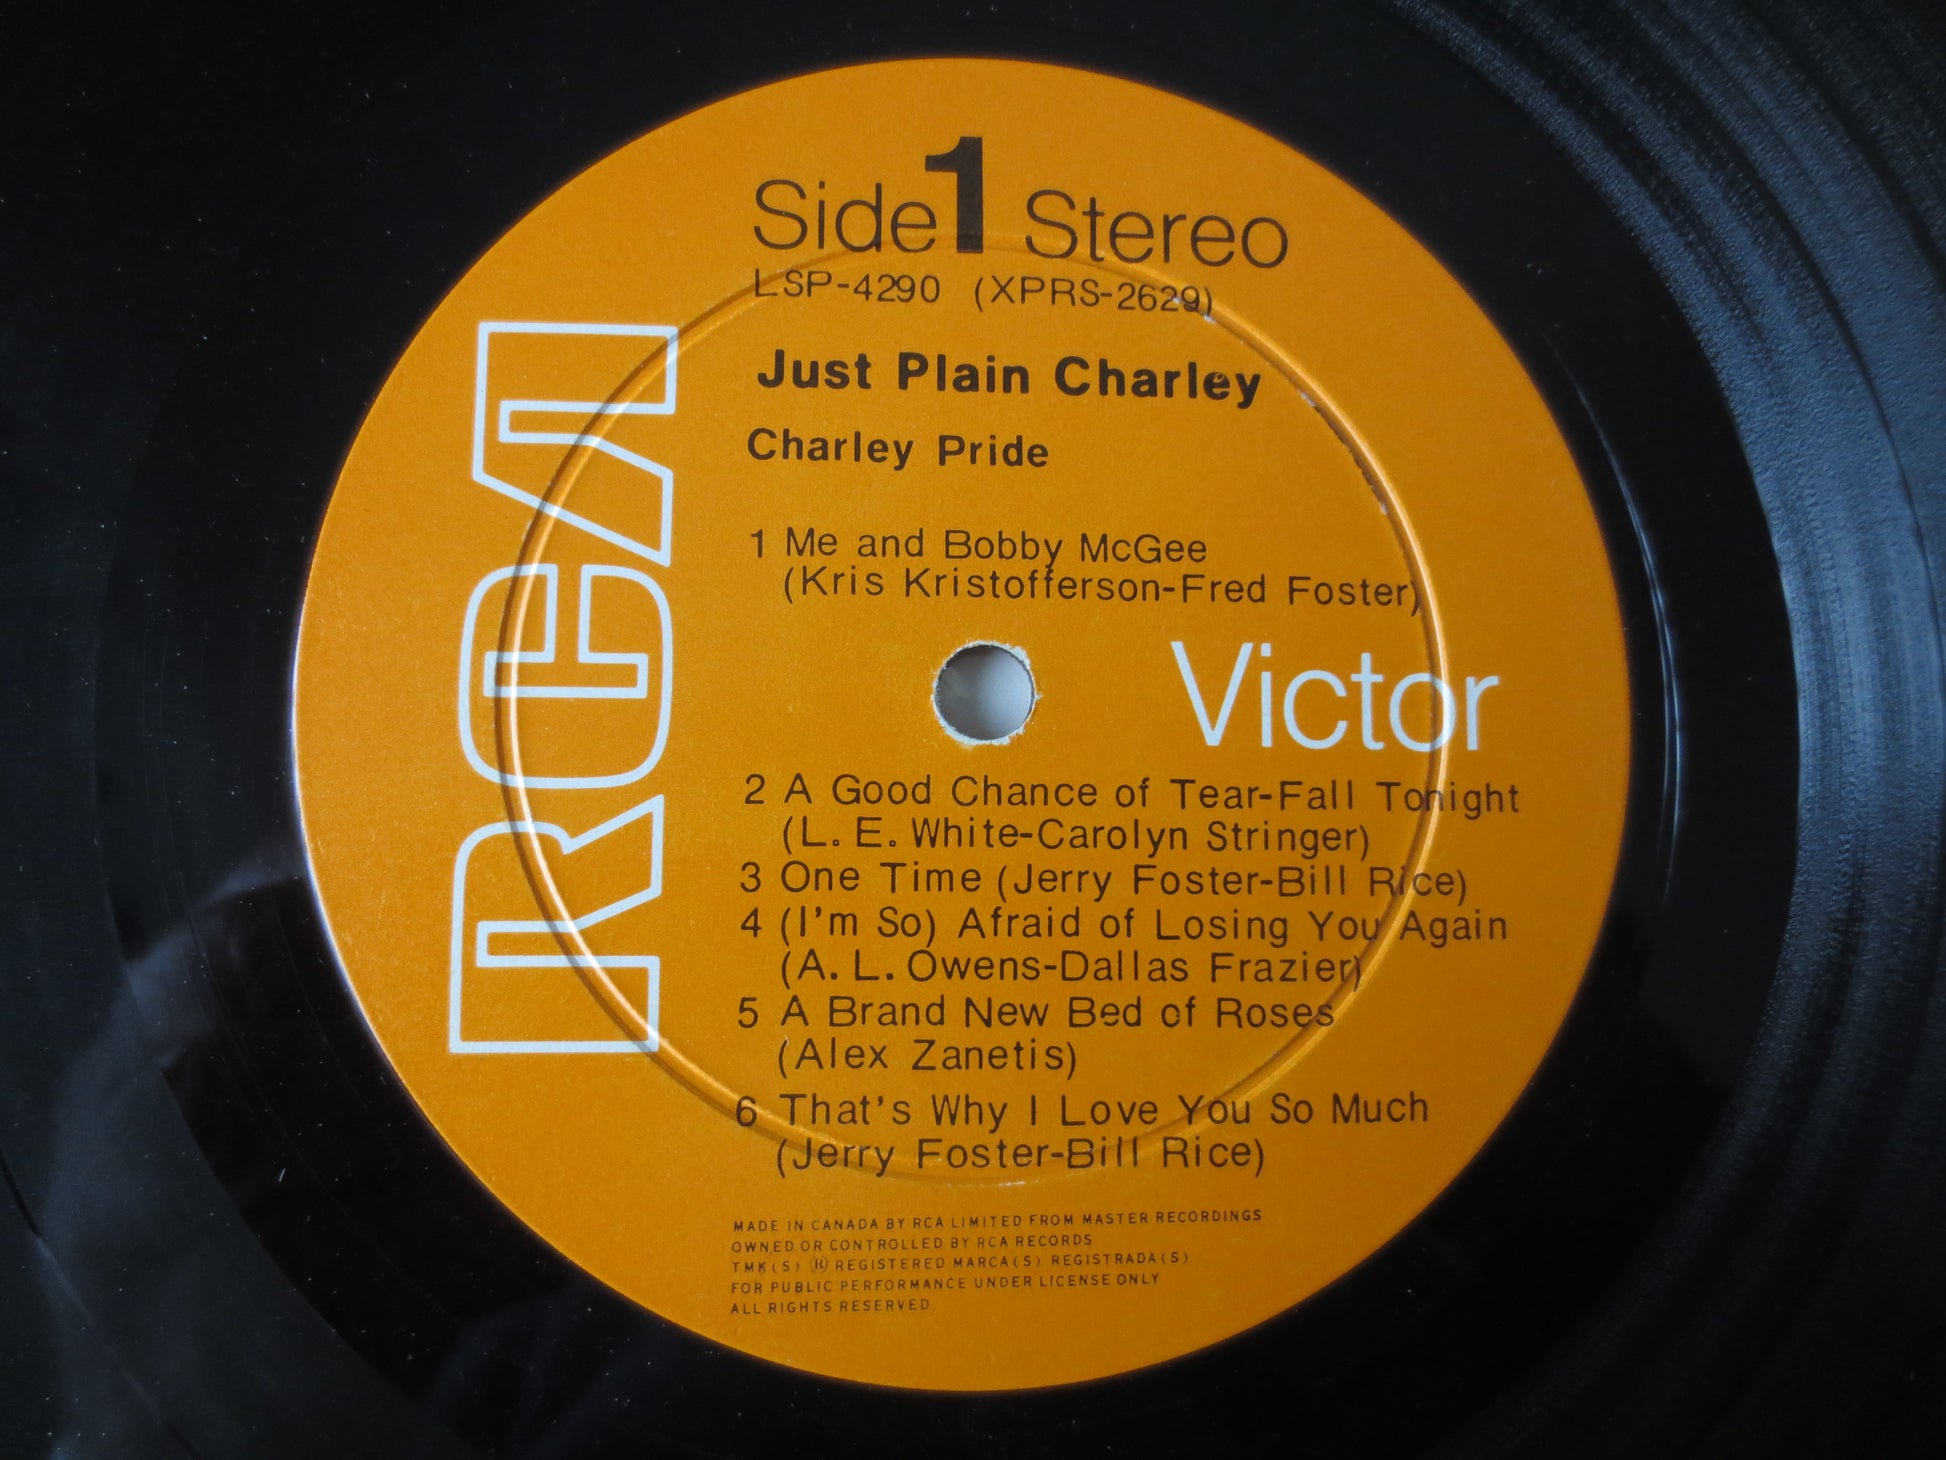 Side 1 Stereo
LSP-4290 (XPRS-2629)
Just Plain Charley
Charley Pride
1 Me and Bobby McGee
(Kris Kristofferson-Fred Foster)
RCA
Victor
2 A Good Chance of Tear-Fall Tonight
(L. E. White-Carolyn Stringer)
3 One Time (Jerry Foster-Bill Rice)
4 (I'm So) Afraid of Losing You Again
(A. L. Owens-Dallas Frazier)
5 A Brand New Bed of Roses
(Alex Zanetis)
6 That's Why I Love You So Much
(Jerry Foster-Bill Rice)
MADE IN CANADA BY RCA LIMITED FROM MASTER RECORDINGS
OWNED OR CONTROLLED BY RCA RECORDS
TMK(S) ® REGISTERED MARCA(S) REGISTRADA(S)
FOR PUBLIC PERFORMANCE UNDER LICENSE ONLY
ALL RIGHTS RESERVED